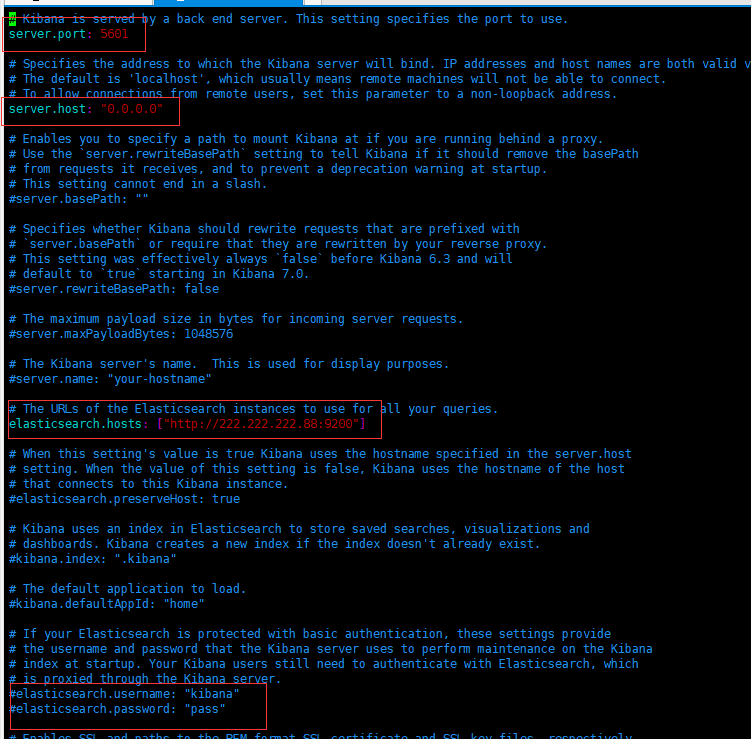 # Kibana is served by a back end server. This setting specifies the port to use.
server.port: 5601
# Specifies the address to which the Kibana server will bind. IP addresses and host names are both valid v
# The default is 'localhost', which usually means remote machines will not be able to connect.
# To allow connections from remote users, set this parameter to a non-loopback address.
server.host: "0.0.0.0"
# Enables you to specify a path to mount Kibana at if you are running behind a proxy.
# Use the `server.rewriteBasePath` setting to tell Kibana if it should remove the basePath
# from requests it receives, and to prevent a deprecation warning at startup.
# This setting cannot end in a slash.
#server.basePath: ""
# Specifies whether Kibana should rewrite requests that are prefixed with
# `server.basePath` or require that they are rewritten by your reverse proxy.
# This setting was effectively always `false` before Kibana 6.3 and will
# default to `true` starting in Kibana 7.0.
#server.rewriteBasePath: false
# The maximum payload size in bytes for incoming server requests.
#server.maxPayloadBytes: 1048576
# The Kibana server's name.  This is used for display purposes.
#server.name: "your-hostname"
# The URLs of the Elasticsearch instances to use for all your queries.
elasticsearch.hosts: ["http://222.222.222.88:9200"]
# When this setting's value is true Kibana uses the hostname specified in the server.host
# setting. When the value of this setting is false, Kibana uses the hostname of the host
# that connects to this Kibana instance.
#elasticsearch.preserveHost: true
# Kibana uses an index in Elasticsearch to store saved searches, visualizations and
# dashboards. Kibana creates a new index if the index doesn't already exist.
#kibana.index: ".kibana"
# The default application to load.
#kibana.defaultAppId: "home"
# If your Elasticsearch is protected with basic authentication, these settings provide
# the username and password that the Kibana server uses to perform maintenance on the Kibana
# index at startup. Your Kibana users still need to authenticate with Elasticsearch, which
# is proxied through the Kibana server.
#elasticsearch.username: "kibana"
#elasticsearch.password: "pass"
# Enables SSL and paths to the PEM-format SSL certificate and SSL key files, respectively